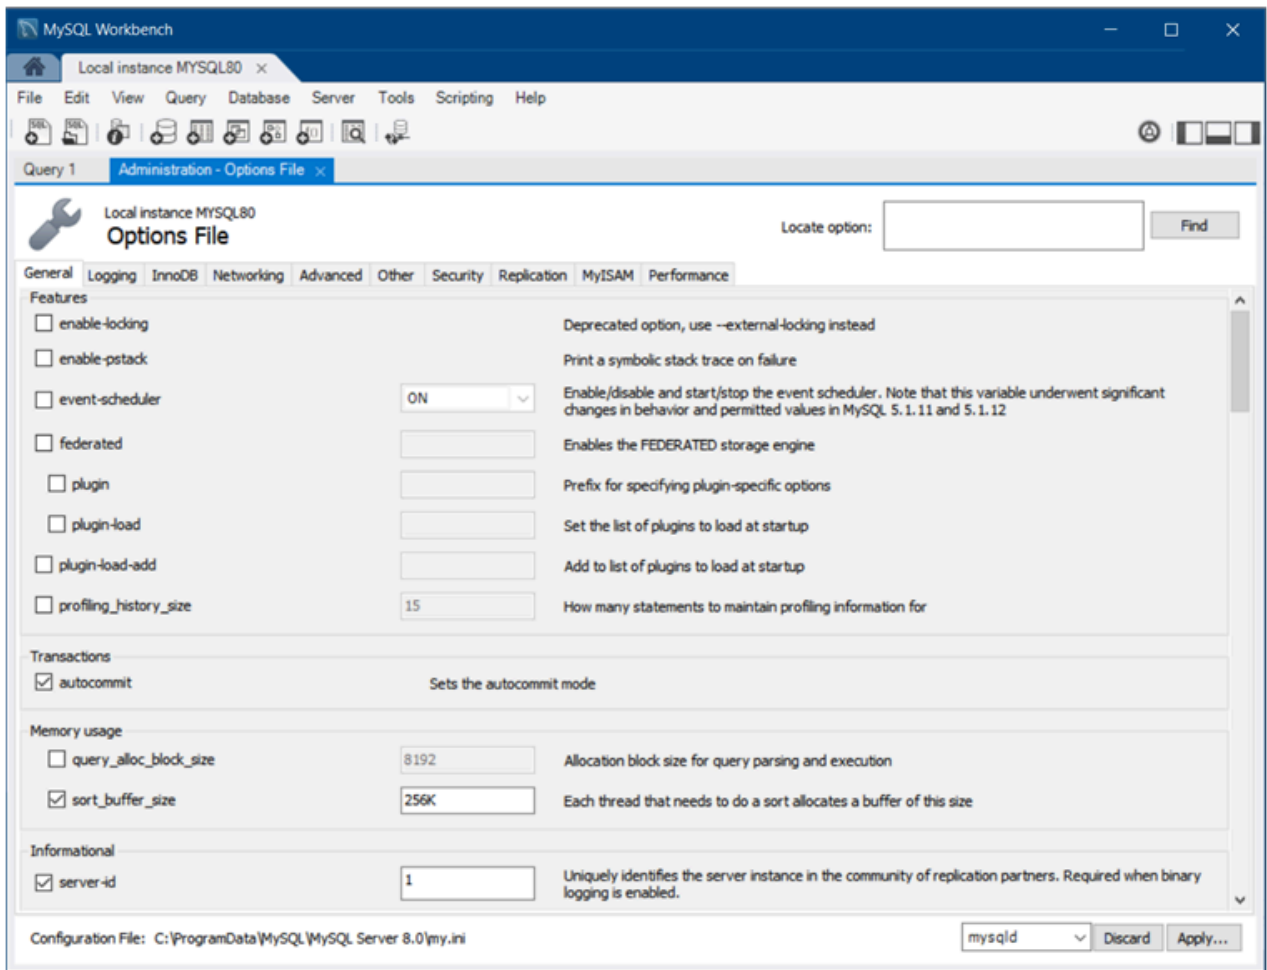 MySQL Workbench
Local instance MYSQL80
File Edit View Query Database Server Tools Scripting Help
Query 1 Administration - Options File
Local instance MYSQL80
Options File
Locate option: Find
General Logging InnoDB Networking Advanced Other Security Replication MyISAM Performance
Features
enable-locking Deprecated option, use --external-locking instead
enable-pstack Print a symbolic stack trace on failure
event-scheduler ON Enable/disable and start/stop the event scheduler. Note that this variable underwent significant
changes in behavior and permitted values in MySQL 5.1.11 and 5.1.12
federated Enables the FEDERATED storage engine
plugin Prefix for specifying plugin-specific options
plugin-load Set the list of plugins to load at startup
plugin-load-add Add to list of plugins to load at startup
profiling_history_size 15 How many statements to maintain profiling information for
Transactions
autocommit Sets the autocommit mode
Memory usage
query_alloc_block_size 8192 Allocation block size for query parsing and execution
sort_buffer_size 256K Each thread that needs to do a sort allocates a buffer of this size
Informational
server-id 1 Uniquely identifies the server instance in the community of replication partners. Required when binary
logging is enabled.
Configuration File: C:\ProgramData\MySQL\MySQL Server 8.0\my.ini mysqld Discard Apply...